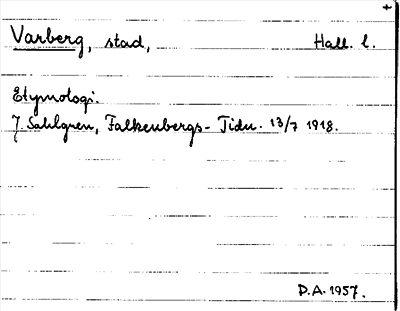 Varberg, stad, Hall. l.
Etymologi.
J. Sahlgren, Falkenbergs-Tidn. 13/7 1918.
D.A. 1957.